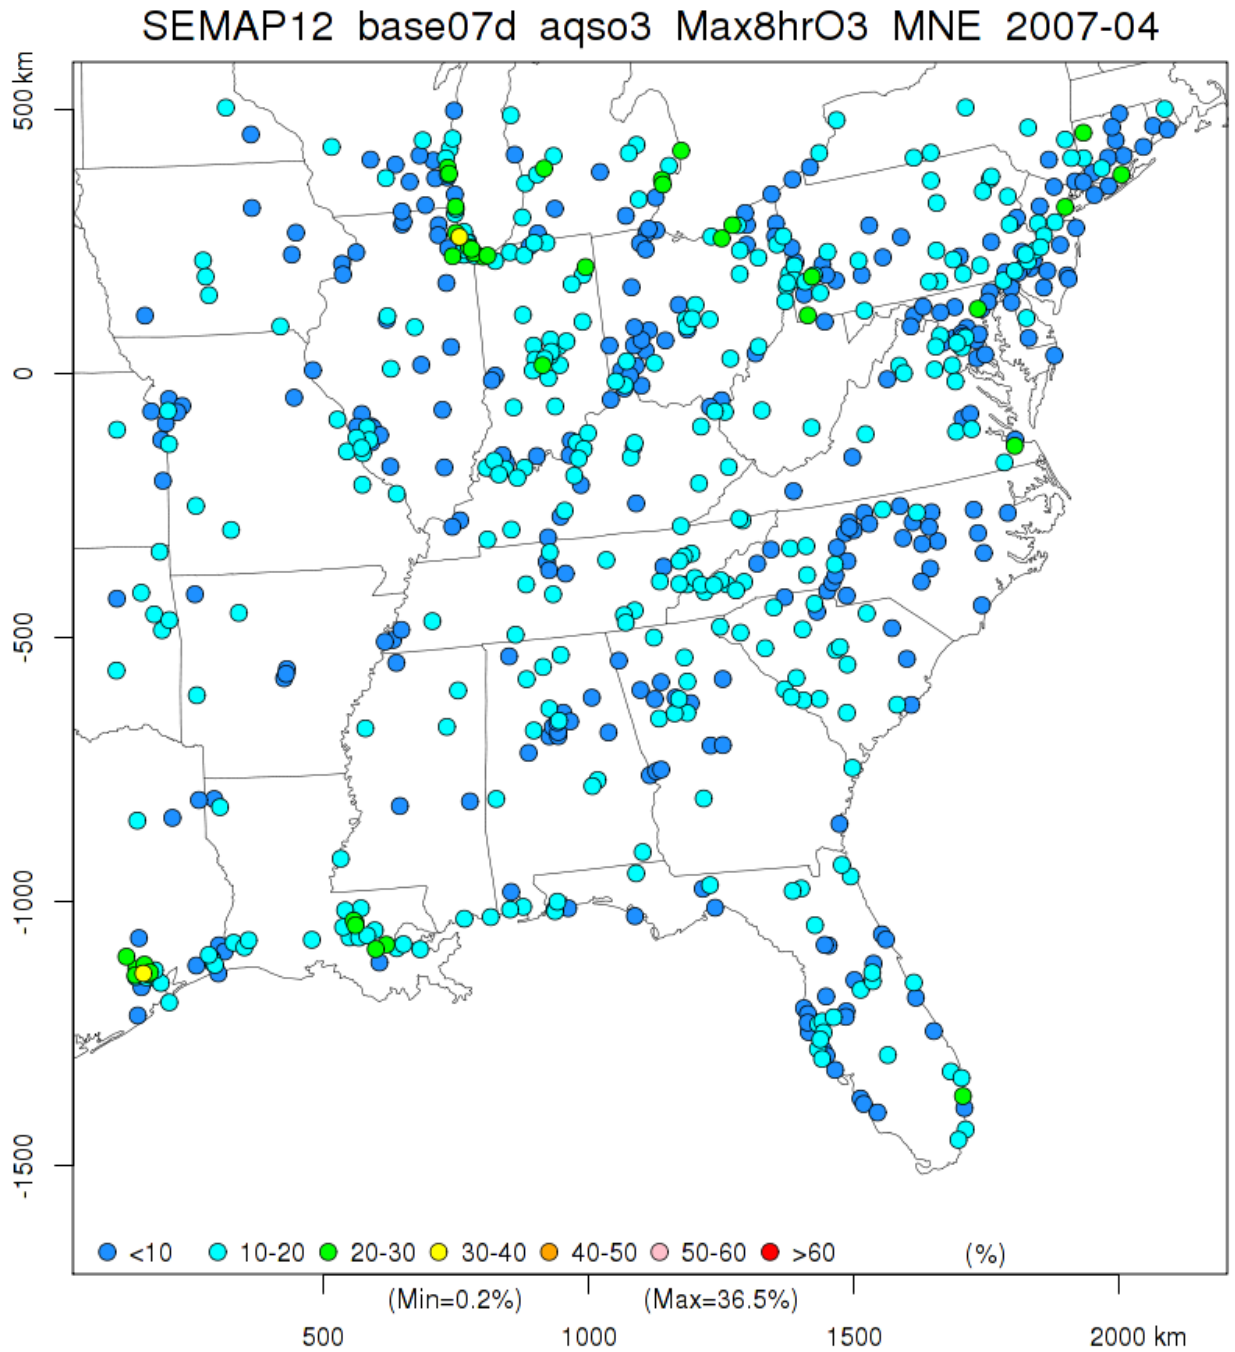 SEMAP12 base07d aqso3 Max8hrO3 MNE 2007-04
500 km
0
-500
-1000
-1500
<10 10-20 20-30 30-40 40-50 50-60 >60 (%)
(Min=0.2%) (Max=36.5%)
500 1000 1500 2000 km